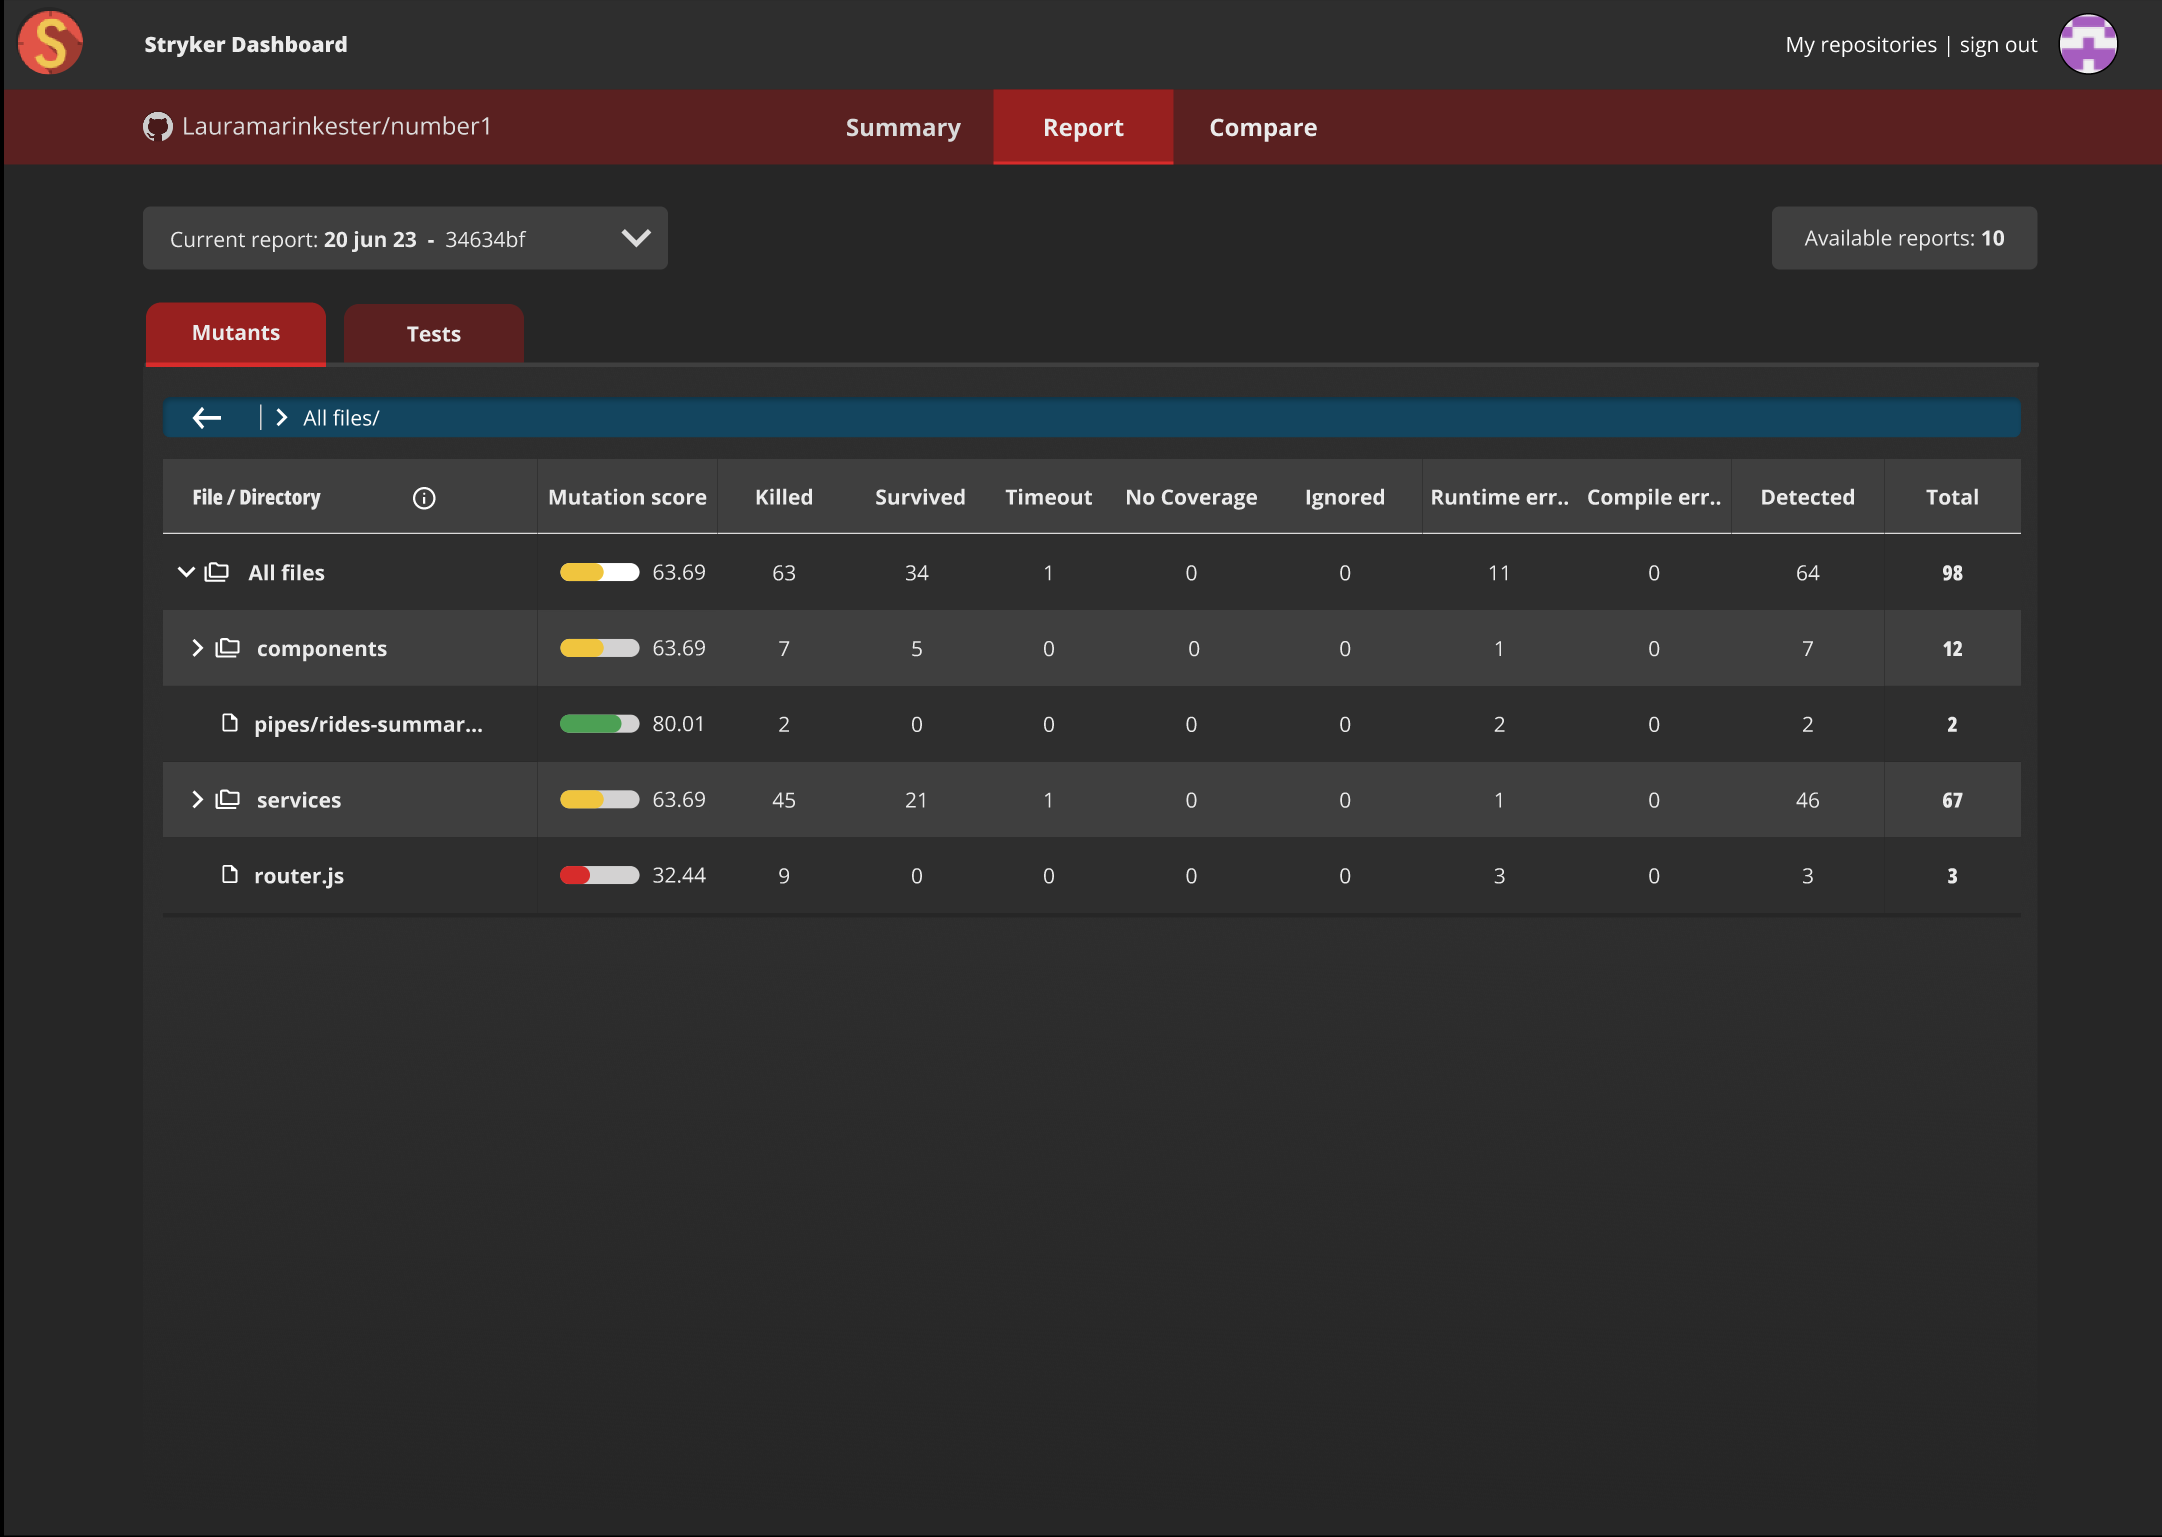 S
Stryker Dashboard
My repositories | sign out
Lauramarinkester/number1
Summary
Report
Compare
Current report: 20 jun 23 - 34634bf
Available reports: 10
Mutants
Tests
All files/
File / Directory Mutation score Killed Survived Timeout No Coverage Ignored Runtime err.. Compile err.. Detected Total
All files 63.69 63 34 1 0 0 11 0 64 98
components 63.69 7 5 0 0 0 1 0 7 12
pipes/rides-summar... 80.01 2 0 0 0 0 2 0 2 2
services 63.69 45 21 1 0 0 1 0 46 67
router.js 32.44 9 0 0 0 0 3 0 3 3